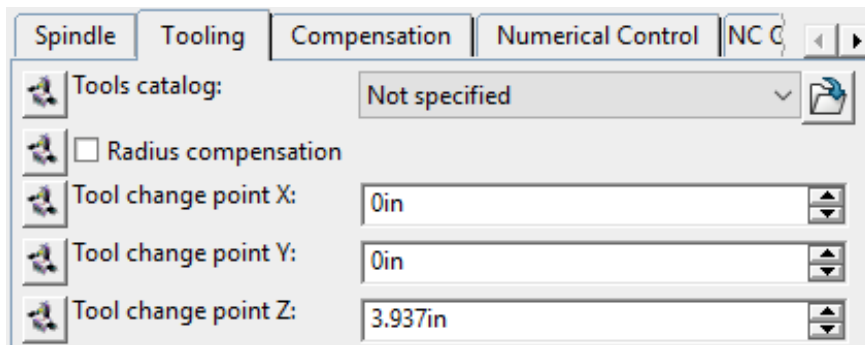 Spindle Tooling Compensation Numerical Control NC
Tools catalog: Not specified
Radius compensation
Tool change point X: 0in
Tool change point Y: 0in
Tool change point Z: 3.937in